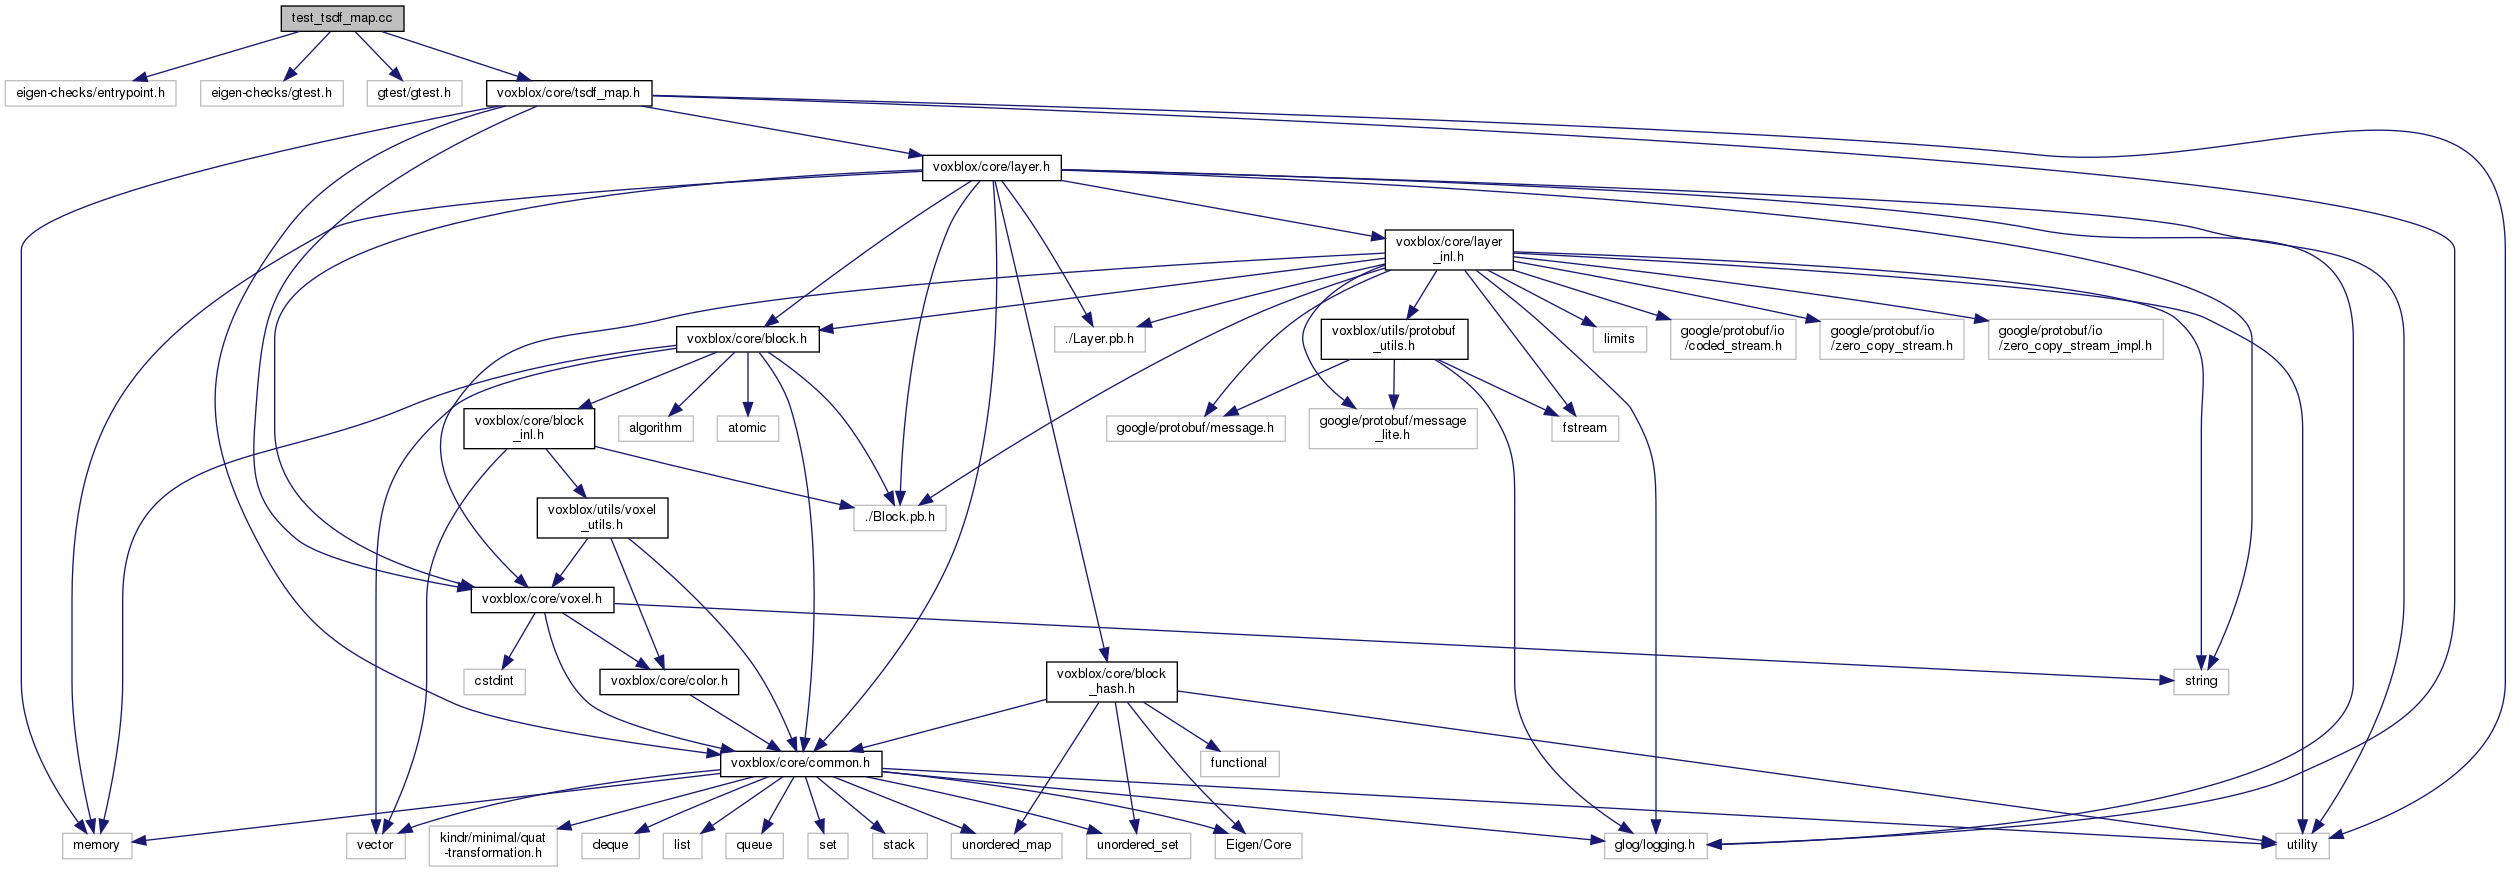 test_tsdf_map.cc
eigen-checks/entrypoint.h
eigen-checks/gtest.h
gtest/gtest.h
voxblox/core/tsdf_map.h
voxblox/core/layer.h
voxblox/core/layer
_inl.h
voxblox/core/block.h
./Layer.pb.h
voxblox/utils/protobuf
_utils.h
limits
google/protobuf/io
/coded_stream.h
google/protobuf/io
/zero_copy_stream.h
google/protobuf/io
/zero_copy_stream_impl.h
voxblox/core/block
_inl.h
algorithm
atomic
google/protobuf/message.h
google/protobuf/message
_lite.h
fstream
voxblox/utils/voxel
_utils.h
./Block.pb.h
voxblox/core/voxel.h
cstdint
voxblox/core/color.h
voxblox/core/block
_hash.h
string
voxblox/core/common.h
functional
memory
vector
kindr/minimal/quat
-transformation.h
deque
list
queue
set
stack
unordered_map
unordered_set
Eigen/Core
glog/logging.h
utility